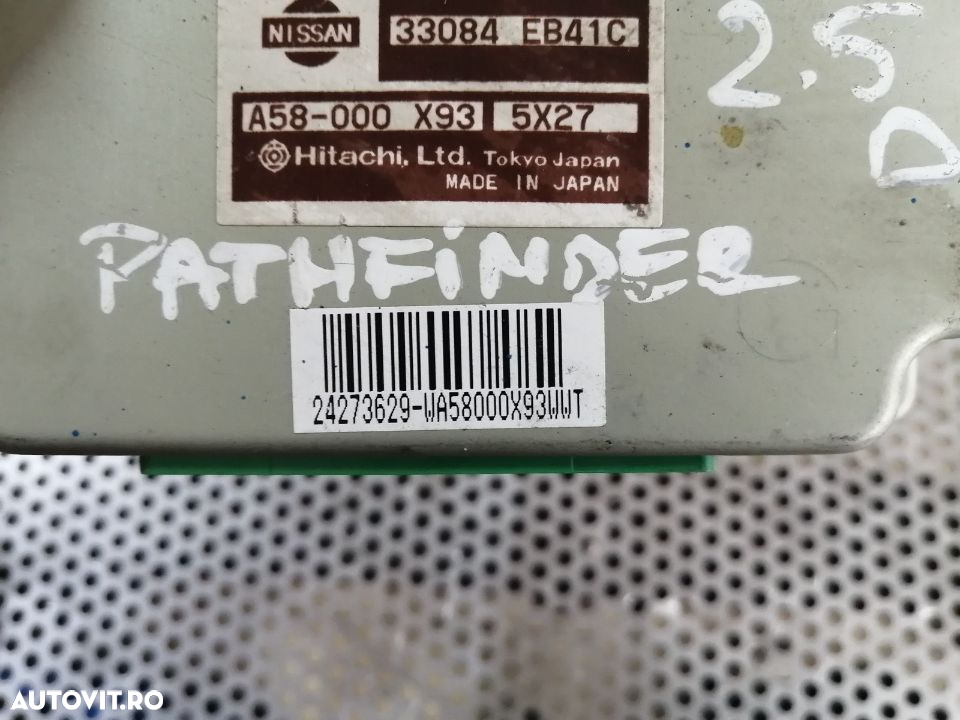 NISSAN
33084 EB41C
2.5
D
A58-000 X93 5X27
Hitachi, Ltd. Tokyo Japan
MADE IN JAPAN
PATHFiNDER
24273629-WA58000X93WWT
AUTOVIT.RO